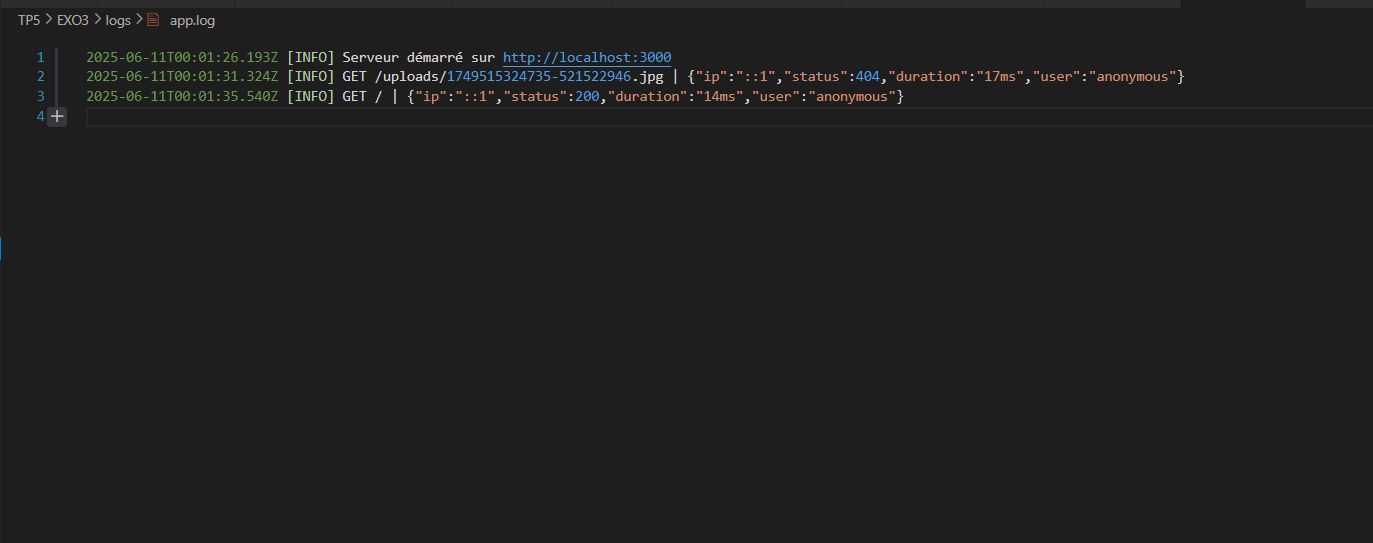 TP5 > EXO3 > logs > app.log
1 2025-06-11T00:01:26.193Z [INFO] Serveur démarré sur http://localhost:3000
2 2025-06-11T00:01:31.324Z [INFO] GET /uploads/1749515324735-521522946.jpg | {"ip":"::1","status":404,"duration":"17ms","user":"anonymous"}
3 2025-06-11T00:01:35.540Z [INFO] GET / | {"ip":"::1","status":200,"duration":"14ms","user":"anonymous"}
4